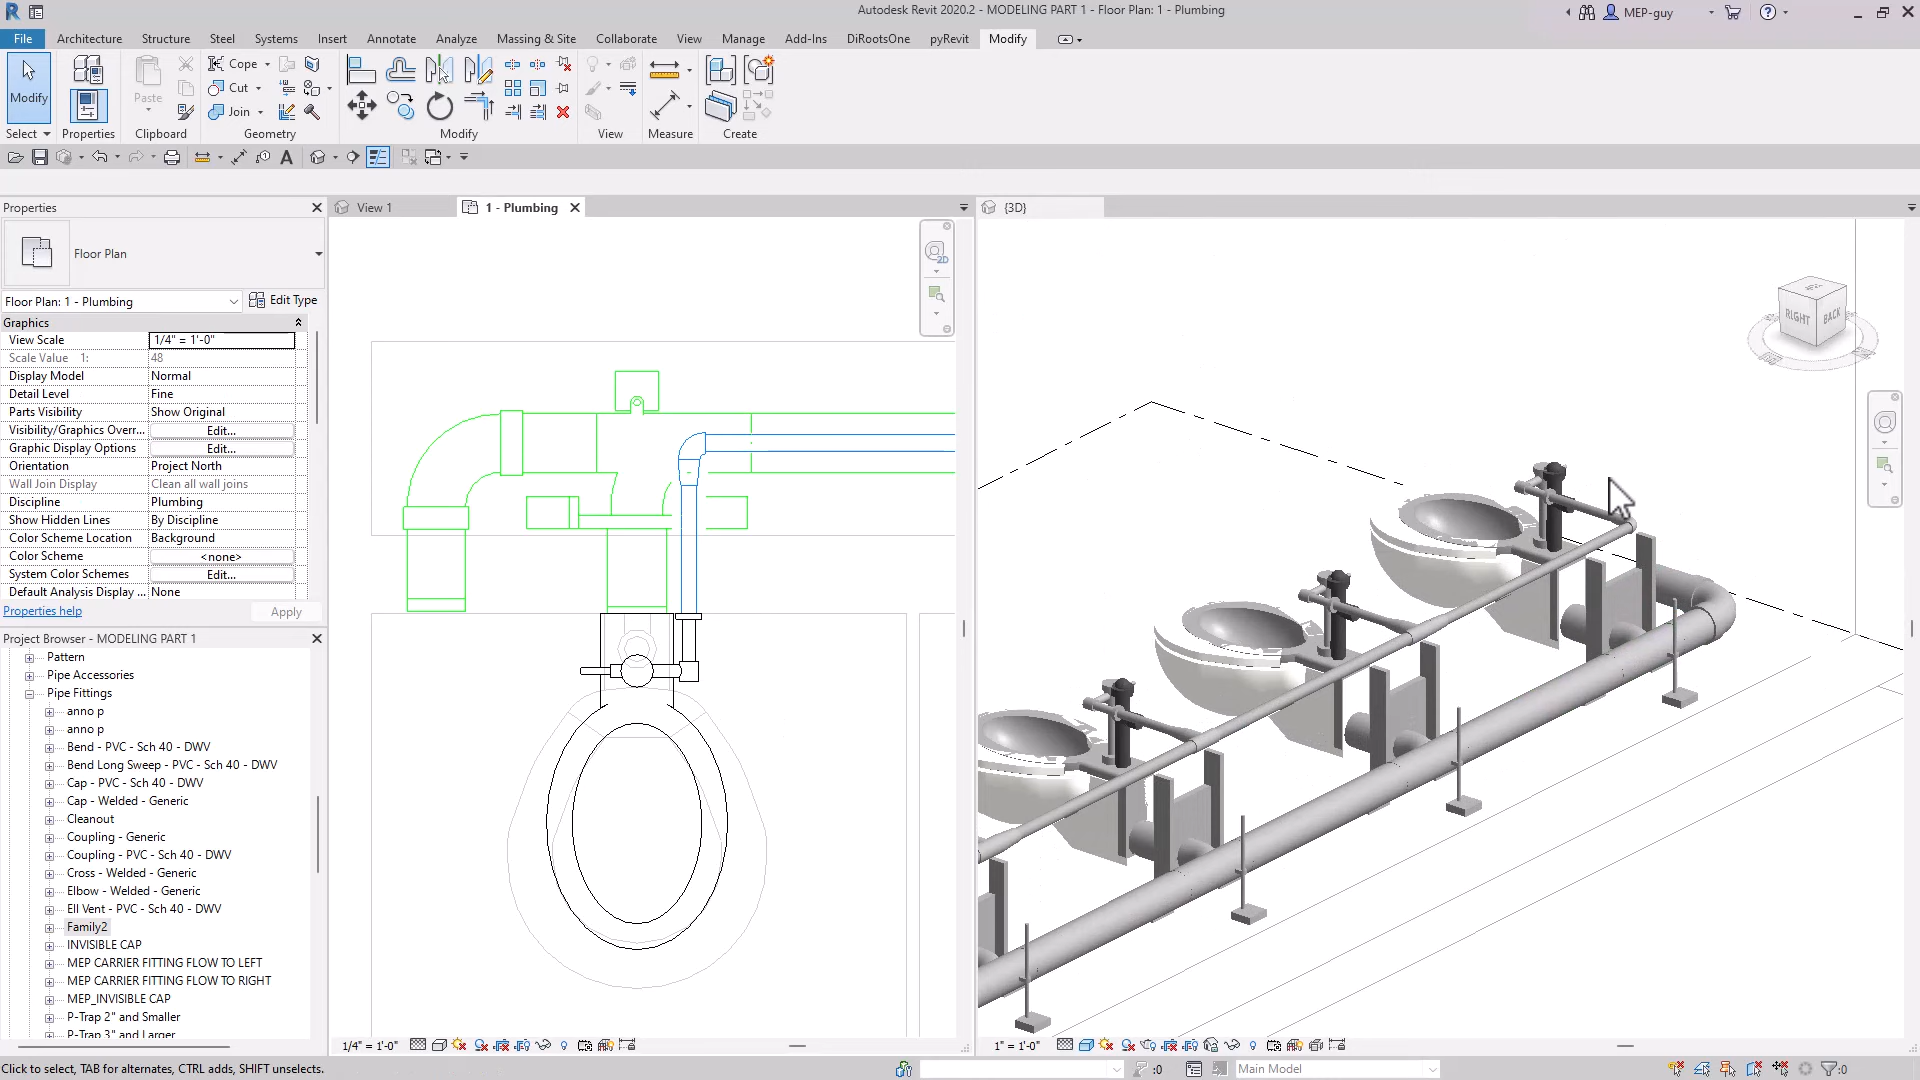 Autodesk Revit 2020.2 - MODELING PART 1 - Floor Plan: 1 - Plumbing
MEP-guy
File Architecture Structure Steel Systems Insert Annotate Analyze Massing & Site Collaborate View Manage Add-Ins DiRootsOne pyRevit Modify
Modify
Paste
Cope
Cut
Join
Select Properties Clipboard Geometry Modify View Measure Create
Properties
View 1
1 - Plumbing
{3D}
Floor Plan
Floor Plan: 1 - Plumbing
Edit Type
Graphics
View Scale 1/4" = 1'-0"
Scale Value 1: 48
Display Model Normal
Detail Level Fine
Parts Visibility Show Original
Visibility/Graphics Overr... Edit...
Graphic Display Options Edit...
Orientation Project North
Wall Join Display Clean all wall joins
Discipline Plumbing
Show Hidden Lines By Discipline
Color Scheme Location Background
Color Scheme <none>
System Color Schemes Edit...
Default Analysis Display ... None
Properties help
Apply
2D
RIGHT
BACK
Project Browser - MODELING PART 1
Pattern
Pipe Accessories
Pipe Fittings
anno p
anno p
Bend - PVC - Sch 40 - DWV
Bend Long Sweep - PVC - Sch 40 - DWV
Cap - PVC - Sch 40 - DWV
Cap - Welded - Generic
Cleanout
Coupling - Generic
Coupling - PVC - Sch 40 - DWV
Cross - Welded - Generic
Elbow - Welded - Generic
Ell Vent - PVC - Sch 40 - DWV
Family2
INVISIBLE CAP
MEP CARRIER FITTING FLOW TO LEFT
MEP CARRIER FITTING FLOW TO RIGHT
MEP_INVISIBLE CAP
P-Trap 2" and Smaller
P-Trap 3" and Larger
1/4" = 1'-0"
1" = 1'-0"
Click to select, TAB for alternates, CTRL adds, SHIFT unselects.
:0
Main Model
:0